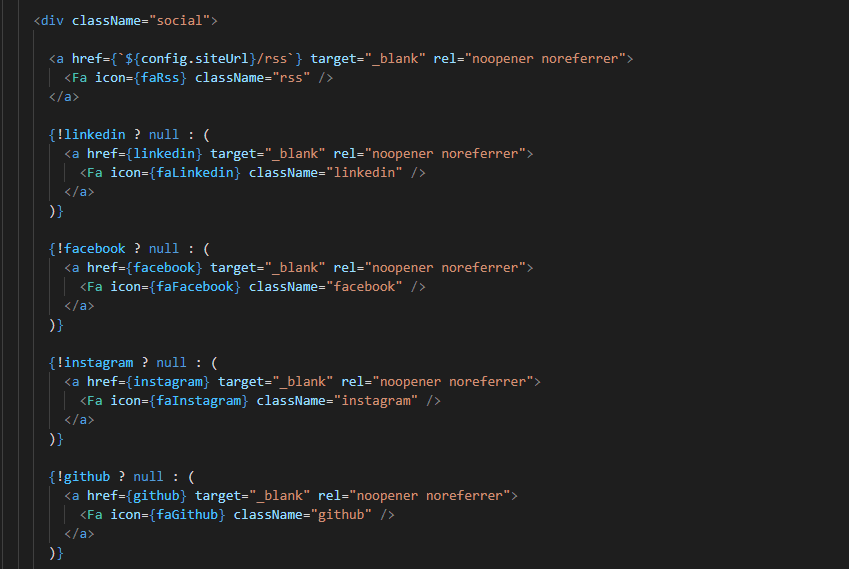 <div className="social">
<a href={`${config.siteUrl}/rss`} target="_blank" rel="noopener noreferrer">
<Fa icon={faRss} className="rss" />
</a>
{!linkedin ? null : (
<a href={linkedin} target="_blank" rel="noopener noreferrer">
<Fa icon={faLinkedin} className="linkedin" />
</a>
)}
{!facebook ? null : (
<a href={facebook} target="_blank" rel="noopener noreferrer">
<Fa icon={faFacebook} className="facebook" />
</a>
)}
{!instagram ? null : (
<a href={instagram} target="_blank" rel="noopener noreferrer">
<Fa icon={faInstagram} className="instagram" />
</a>
)}
{!github ? null : (
<a href={github} target="_blank" rel="noopener noreferrer">
<Fa icon={faGithub} className="github" />
</a>
)}